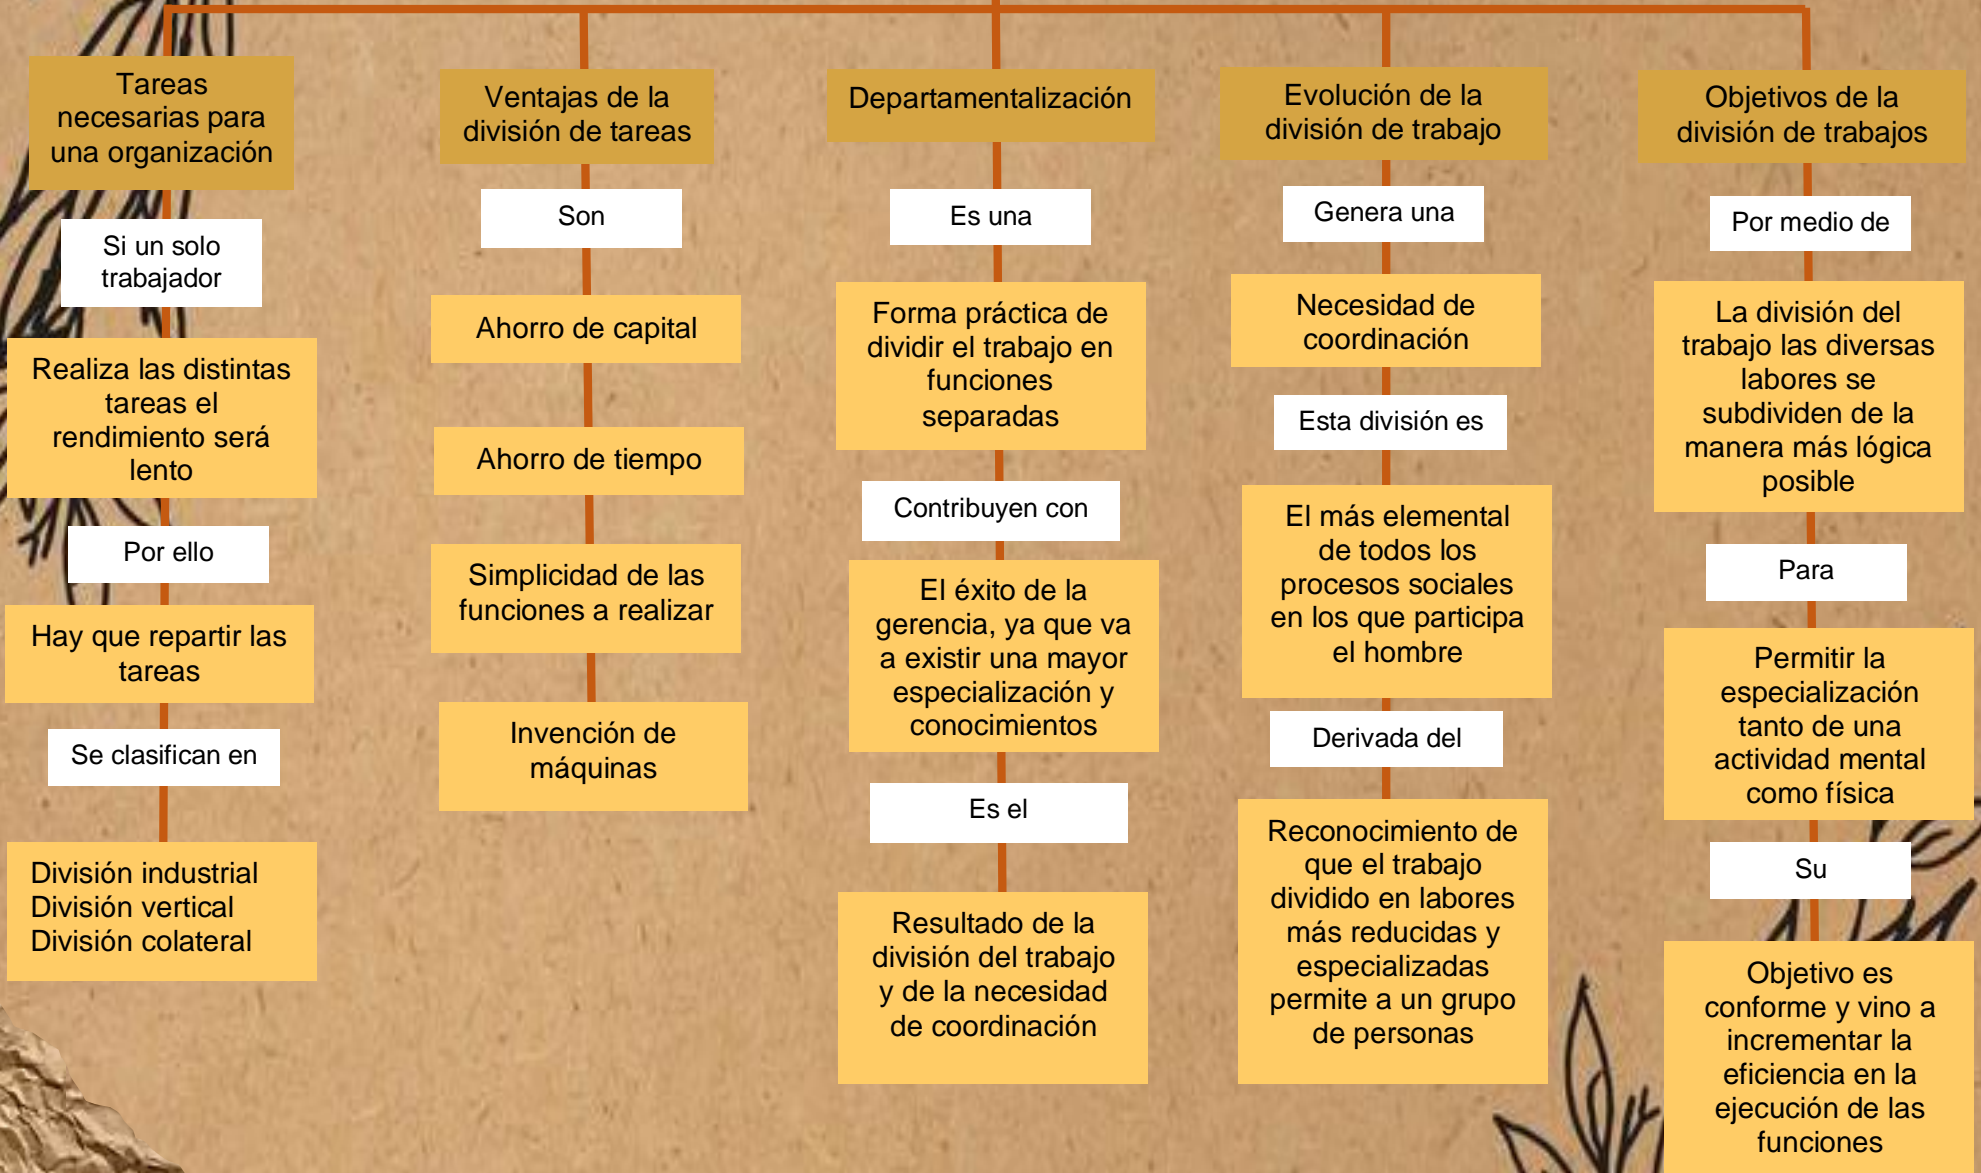 Tareas
necesarias para
una organización
Si un solo
trabajador
Realiza las distintas
tareas el
rendimiento será
lento
Por ello
Hay que repartir las
tareas
Se clasifican en
División industrial
División vertical
División colateral
Ventajas de la
división de tareas
Son
Ahorro de capital
Ahorro de tiempo
Simplicidad de las
funciones a realizar
Invención de
máquinas
Departamentalización
Es una
Forma práctica de
dividir el trabajo en
funciones
separadas
Contribuyen con
El éxito de la
gerencia, ya que va
a existir una mayor
especialización y
conocimientos
Es el
Resultado de la
división del trabajo
y de la necesidad
de coordinación
Evolución de la
división de trabajo
Genera una
Necesidad de
coordinación
Esta división es
El más elemental
de todos los
procesos sociales
en los que participa
el hombre
Derivada del
Reconocimiento de
que el trabajo
dividido en labores
más reducidas y
especializadas
permite a un grupo
de personas
Objetivos de la
división de trabajos
Por medio de
La división del
trabajo las diversas
labores se
subdividen de la
manera más lógica
posible
Para
Permitir la
especialización
tanto de una
actividad mental
como física
Su
Objetivo es
conforme y vino a
incrementar la
eficiencia en la
ejecución de las
funciones